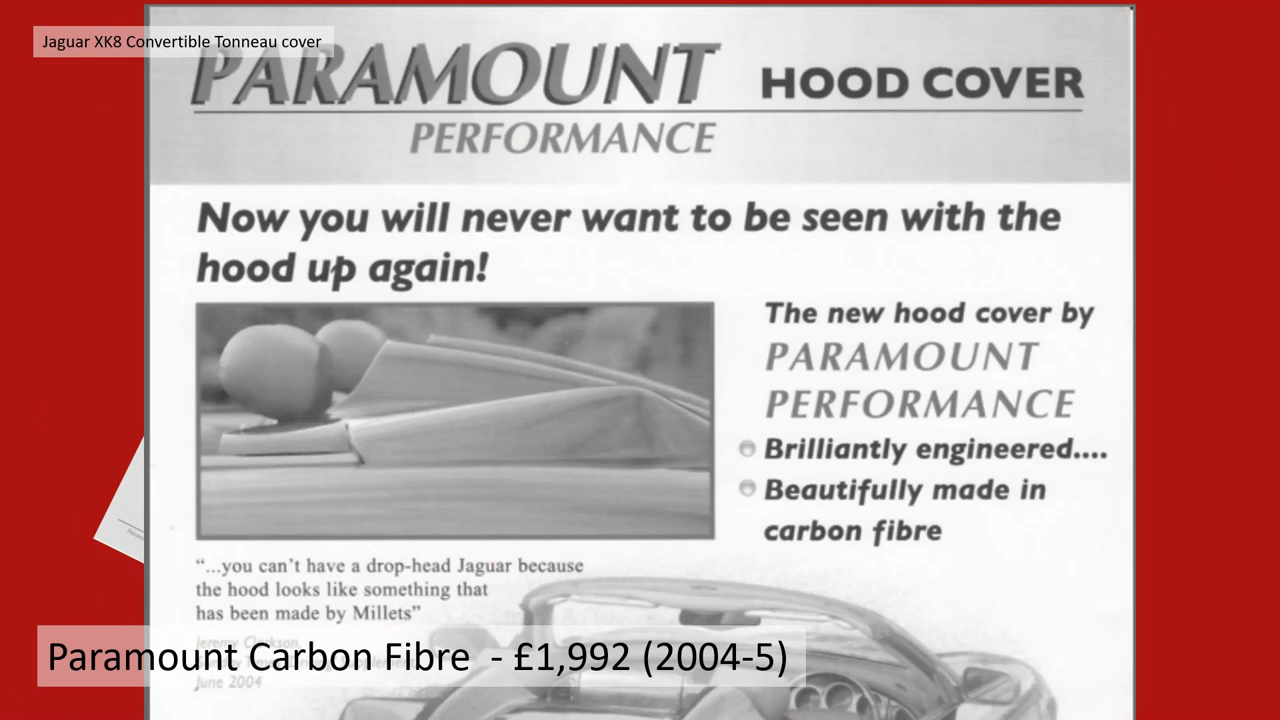 Jaguar XK8 Convertible Tonneau cover
PARAMOUNT
PERFORMANCE
HOOD COVER
Now you will never want to be seen with the
hood up again!
The new hood cover by
PARAMOUNT
PERFORMANCE
Brilliantly engineered....
Beautifully made in
carbon fibre
“...you can’t have a drop-head Jaguar because
the hood looks like something that
has been made by Millets”
Jeremy Clarkson
June 2004
Paramount Carbon Fibre - £1,992 (2004-5)